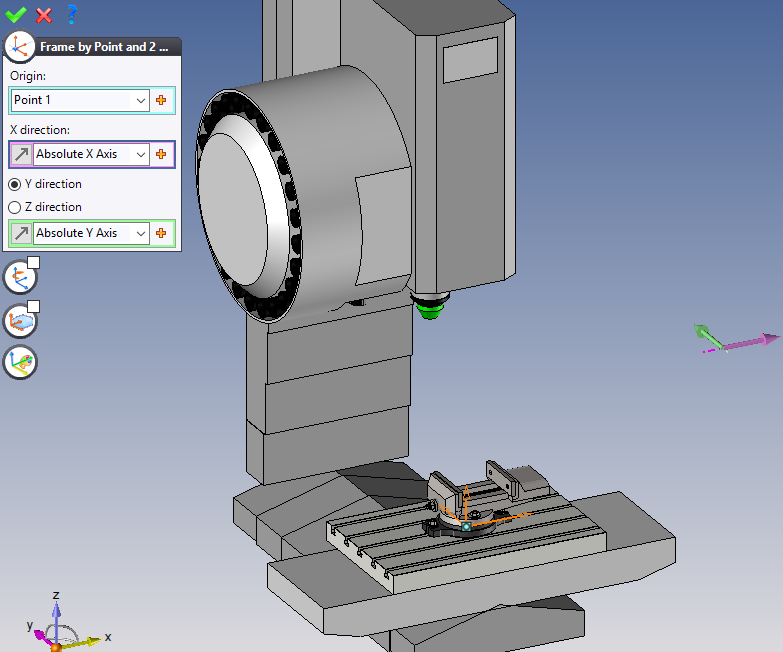 ?
Frame by Point and 2 ...
Origin:
Point 1
X direction:
Absolute X Axis
Y direction
Z direction
Absolute Y Axis
z
y
x